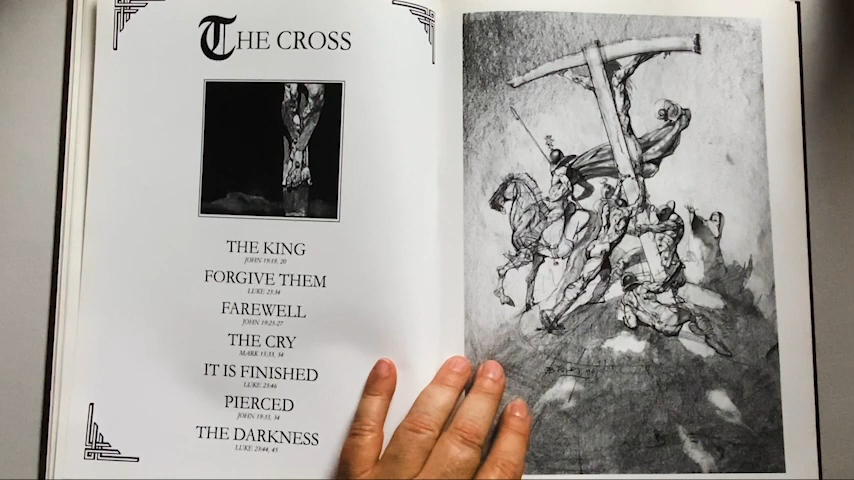 THE CROSS
THE KING
JOHN 19:19, 20
FORGIVE THEM
LUKE 23:34
FAREWELL
JOHN 19:25-27
THE CRY
MARK 15:33, 34
IT IS FINISHED
LUKE 23:46
PIERCED
JOHN 19:33, 34
THE DARKNESS
LUKE 23:44, 45